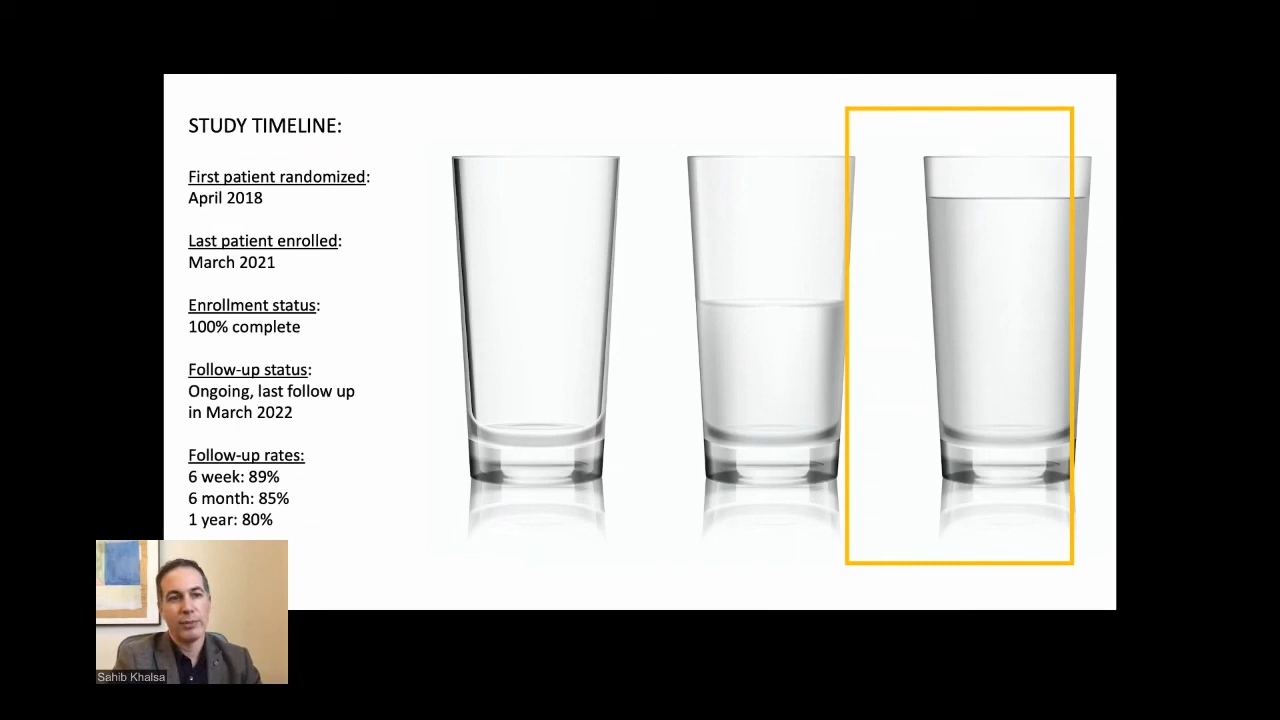 STUDY TIMELINE:
First patient randomized:
April 2018
Last patient enrolled:
March 2021
Enrollment status:
100% complete
Follow-up status:
Ongoing, last follow up
in March 2022
Follow-up rates:
6 week: 89%
6 month: 85%
1 year: 80%
Sahib Khalsa